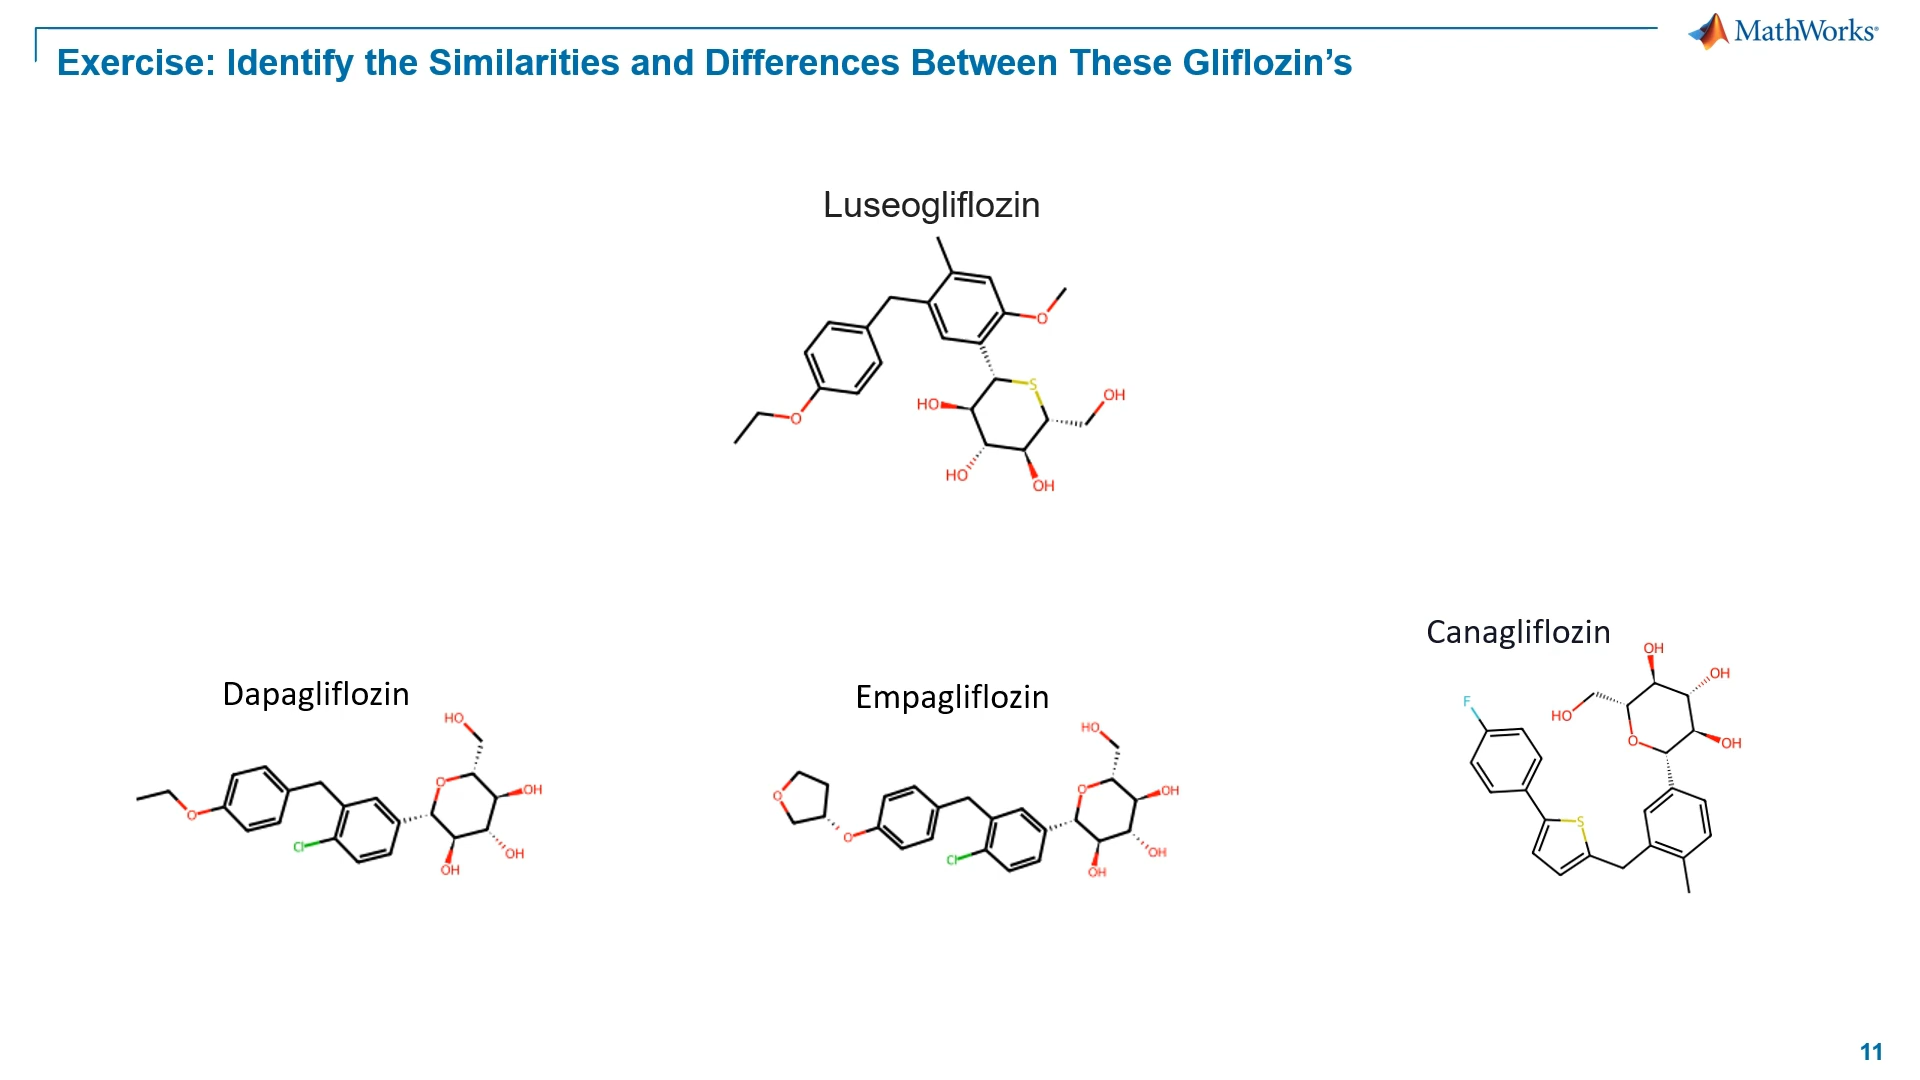 Exercise: Identify the Similarities and Differences Between These Gliflozin’s
MathWorks®
Luseogliflozin
O
S
HO
OH
HO
OH
O
Dapagliflozin
HO
O
OH
O
Cl
OH
OH
Empagliflozin
HO
O
OH
O
O
Cl
OH
OH
Canagliflozin
OH
OH
F
HO
O
OH
S
11